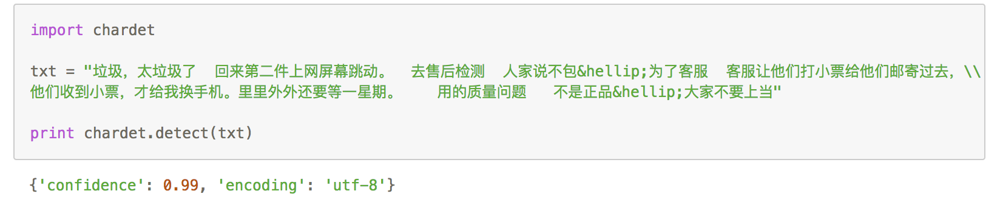 import chardet
txt = "垃圾，太垃圾了  回来第二件上网屏幕跳动。  去售后检测  人家说不包&hellip;为了客服  客服让他们打小票给他们邮寄过去，\\
他们收到小票，才给我换手机。里里外外还要等一星期。    用的质量问题   不是正品&hellip;大家不要上当"
print chardet.detect(txt)
{'confidence': 0.99, 'encoding': 'utf-8'}